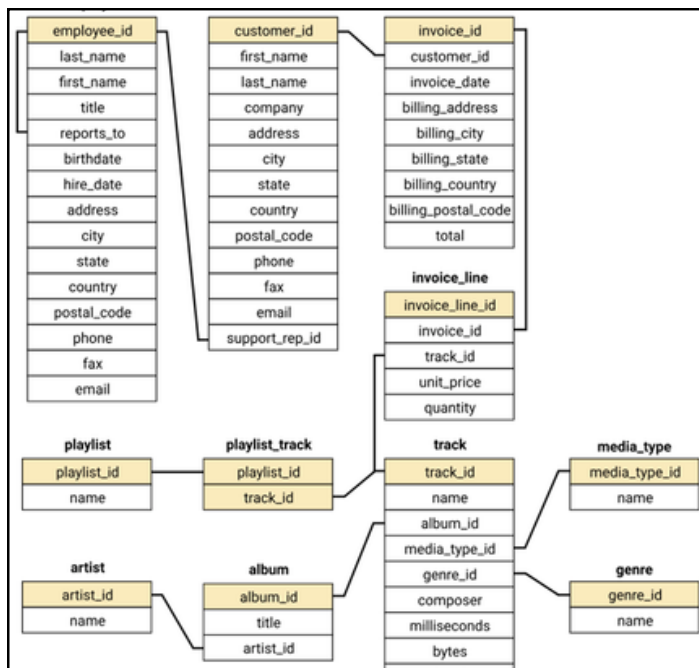 employee_id
last_name
first_name
title
reports_to
birthdate
hire_date
address
city
state
country
postal_code
phone
fax
email
customer_id
first_name
last_name
company
address
city
state
country
postal_code
phone
fax
email
support_rep_id
invoice_id
customer_id
invoice_date
billing_address
billing_city
billing_state
billing_country
billing_postal_code
total
invoice_line
invoice_line_id
invoice_id
track_id
unit_price
quantity
playlist
playlist_id
name
playlist_track
playlist_id
track_id
track
track_id
name
album_id
media_type_id
genre_id
composer
milliseconds
bytes
media_type
media_type_id
name
artist
artist_id
name
album
album_id
title
artist_id
genre
genre_id
name